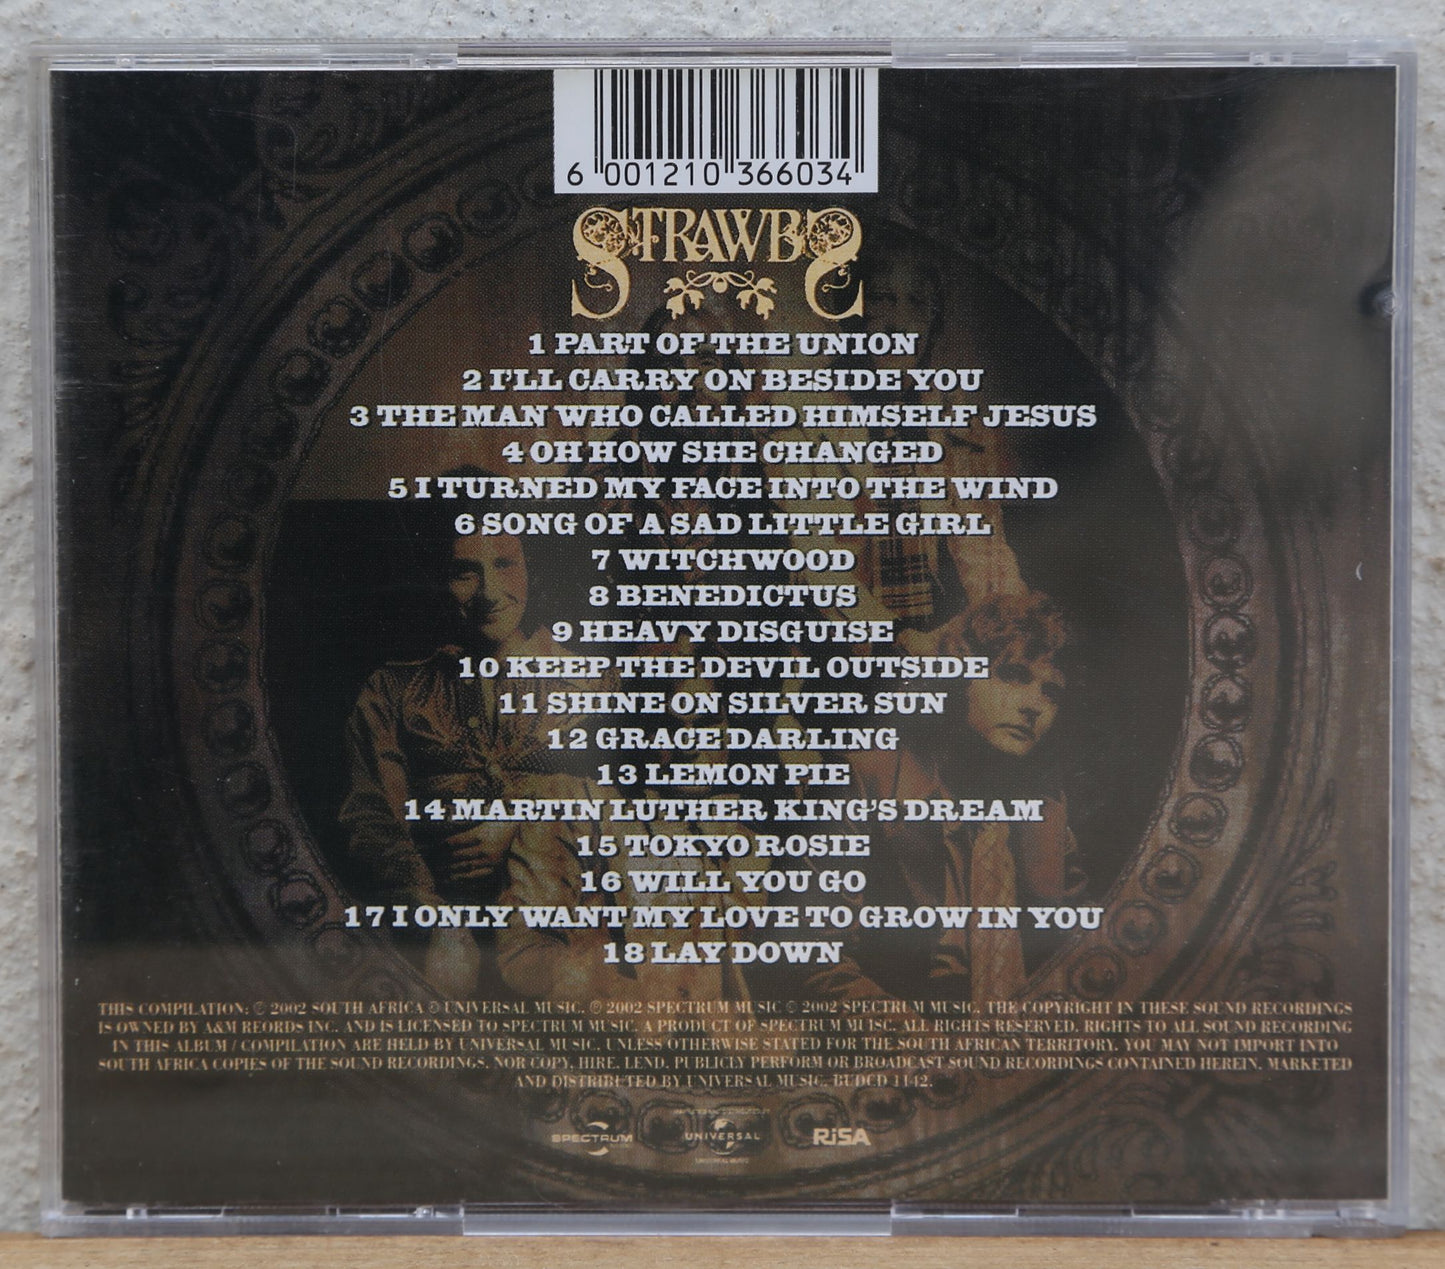 6 001210 366034
STRAWBS
1 PART OF THE UNION
2 I'LL CARRY ON BESIDE YOU
3 THE MAN WHO CALLED HIMSELF JESUS
4 OH HOW SHE CHANGED
5 I TURNED MY FACE INTO THE WIND
6 SONG OF A SAD LITTLE GIRL
7 WITCHWOOD
8 BENEDICTUS
9 HEAVY DISGUISE
10 KEEP THE DEVIL OUTSIDE
11 SHINE ON SILVER SUN
12 GRACE DARLING
13 LEMON PIE
14 MARTIN LUTHER KING'S DREAM
15 TOKYO ROSIE
16 WILL YOU GO
17 I ONLY WANT MY LOVE TO GROW IN YOU
18 LAY DOWN
THIS COMPILATION: ℗ 2002 SOUTH AFRICA © UNIVERSAL MUSIC. ℗ 2002 SPECTRUM MUSIC © 2002 SPECTRUM MUSIC. THE COPYRIGHT IN THESE SOUND RECORDINGS
IS OWNED BY A&M REORDS INC. AND IS LICENSED TO SPECTRUM MUSIC. A PRODUCT OF SPECTRUM MUISC. ALL RIGHTS RESERVED. RIGHTS TO ALL SOUND RECORDING
IN THIS ALBUM / COMPILATION ARE HELD BY UNIVERSAL MUSIC. UNLESS OTHERWISE STATED FOR THE SOUTH AFRICAN TERRITORY. YOU MAY NOT IMPORT INTO
SOUTH AFRICA COPIES OF THE SOUND RECORDINGS. NOR COPY, HIRE, LEND, PUBLICLY PERFORM OR BROADCAST SOUND RECORDINGS CONTAINED HEREIN. MARKETED
AND DISTRIBUTED BY UNIVERSAL MUSIC. BUDCD 1142.
SPECTRUM UNIVERSAL RISA
UNIVERSAL MUSIC